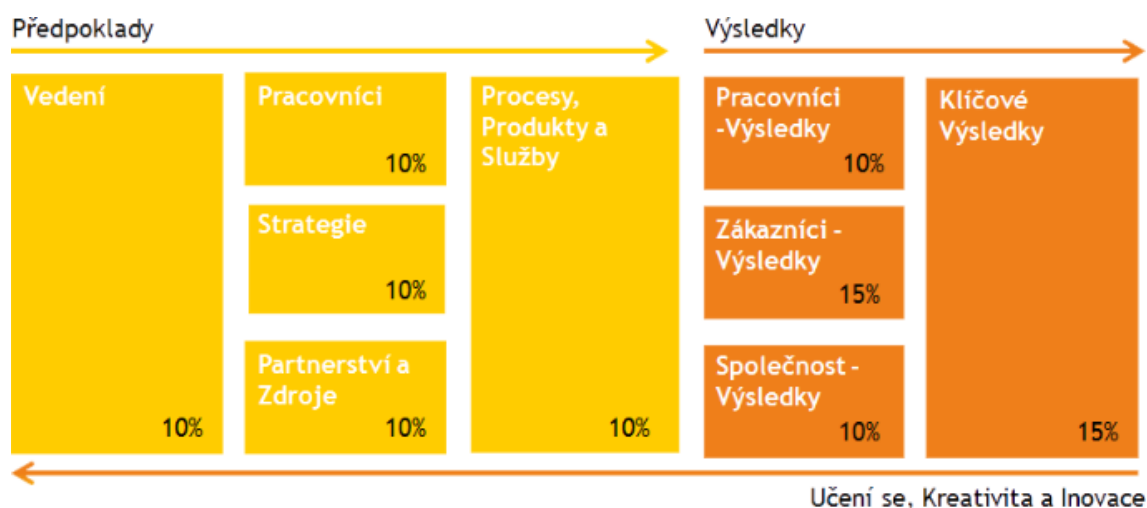 Předpoklady
Výsledky
Vedení
10%
Pracovníci
10%
Strategie
10%
Partnerství a
Zdroje
10%
Procesy,
Produkty a
Služby
10%
Pracovníci
-Výsledky
10%
Zákazníci -
Výsledky
15%
Společnost -
Výsledky
10%
Klíčové
Výsledky
15%
Učení se, Kreativita a Inovace